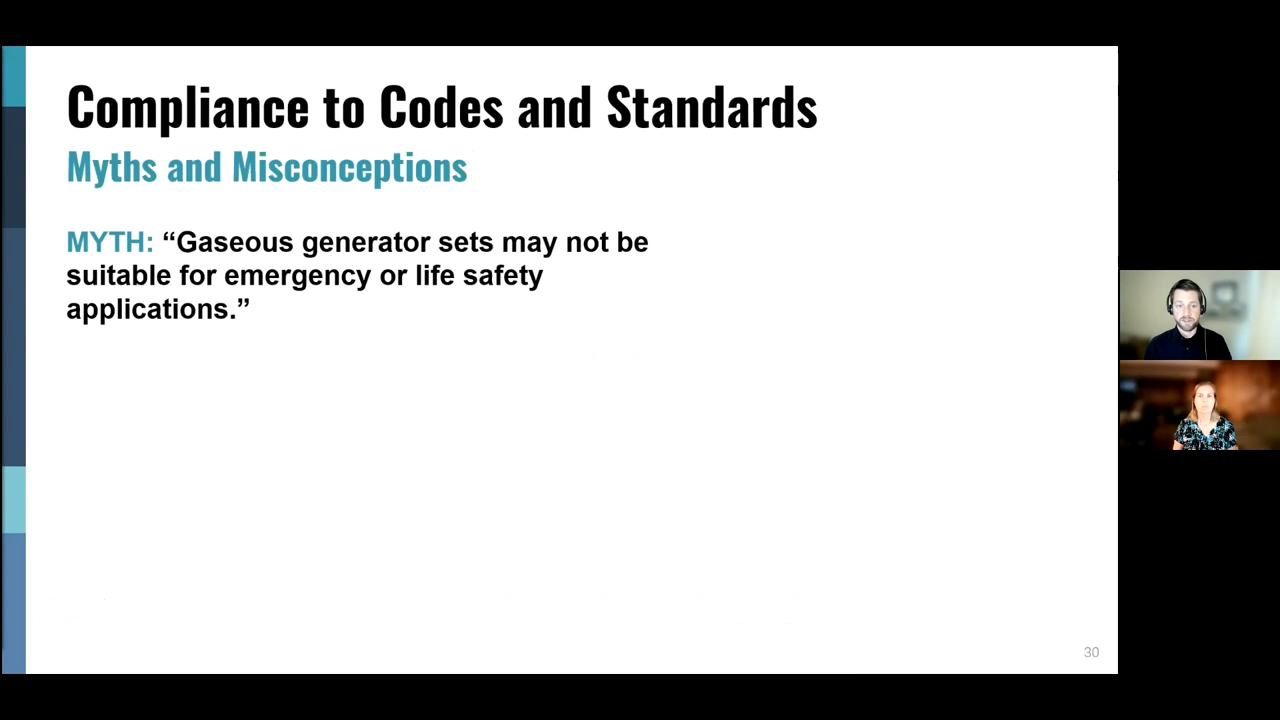 Compliance to Codes and Standards
Myths and Misconceptions
MYTH: “Gaseous generator sets may not be
suitable for emergency or life safety
applications.”
30